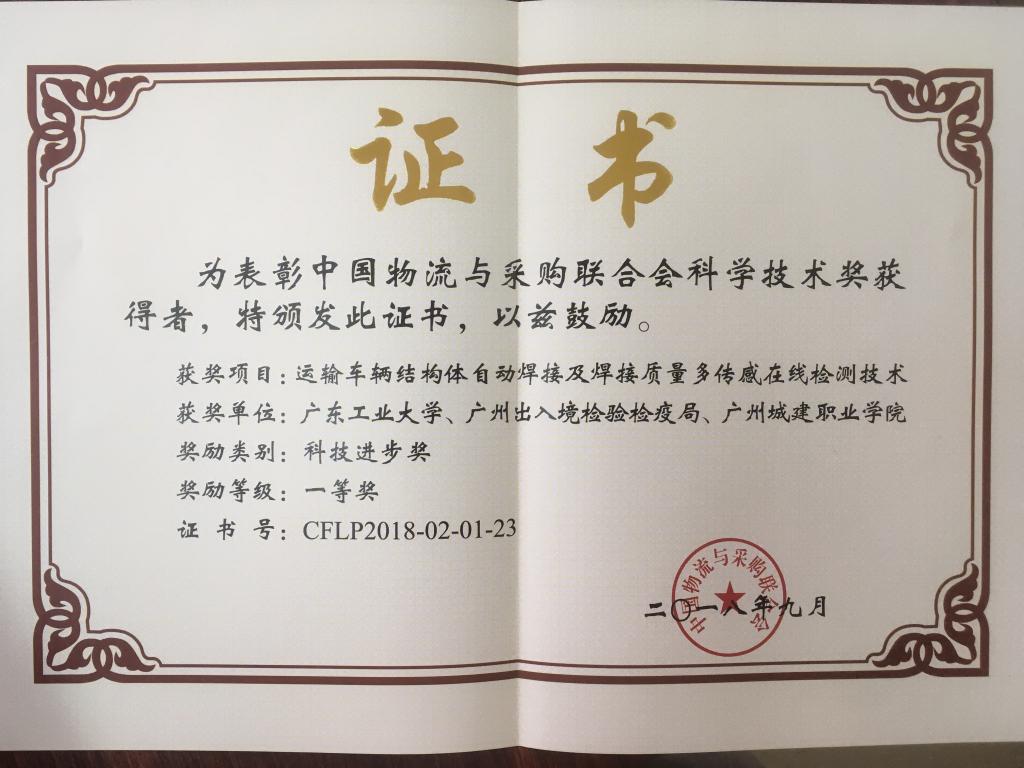 证书
为表彰中国物流与采购联合会科学技术奖获
得者，特颁发此证书，以兹鼓励。
获奖项目：运输车辆结构体自动焊接及焊接质量多传感在线检测技术
获奖单位：广东工业大学、广州出入境检验检疫局、广州城建职业学院
奖励类别：科技进步奖
奖励等级：一等奖
证书号：CFLP2018-02-01-23
中国物流与采购联合会
二〇一八年九月